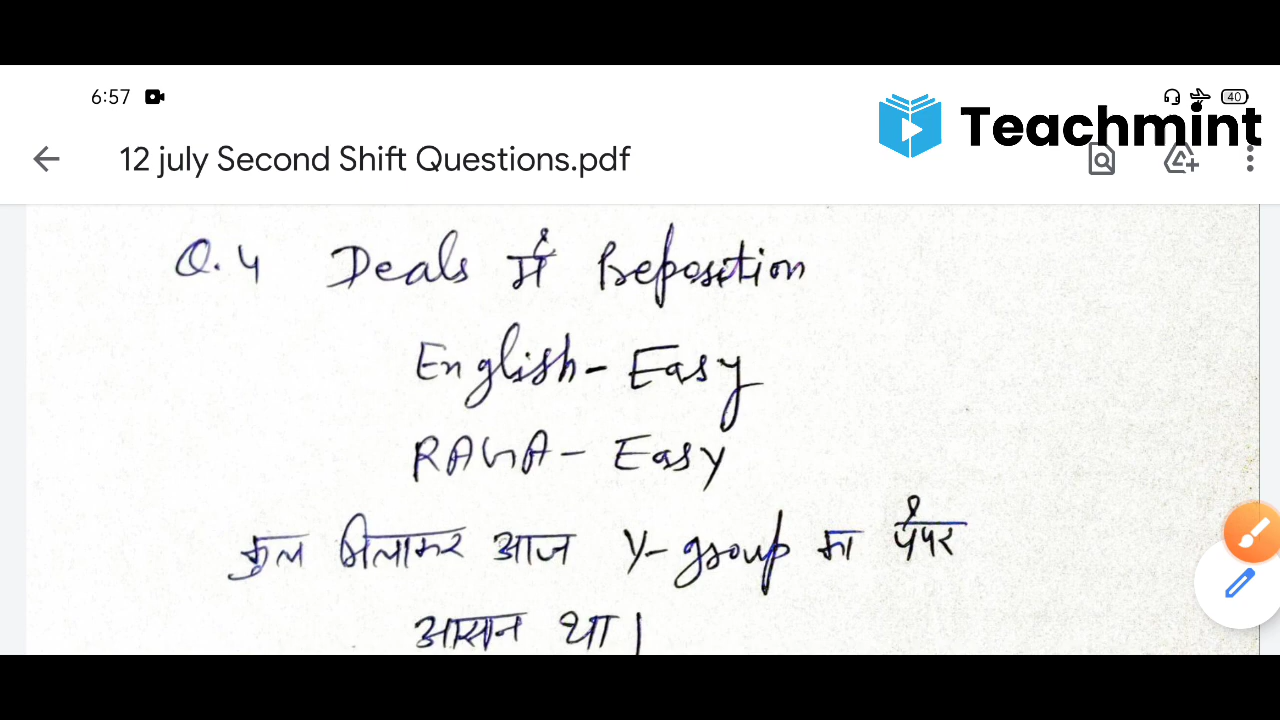 6:57
40
Teachmint
12 july Second Shift Questions.pdf
Q.4 Deals में Preposition
English - Easy
RAGA - Easy
कुल मिलाकर आज Y-group का पेपर
आसान था।